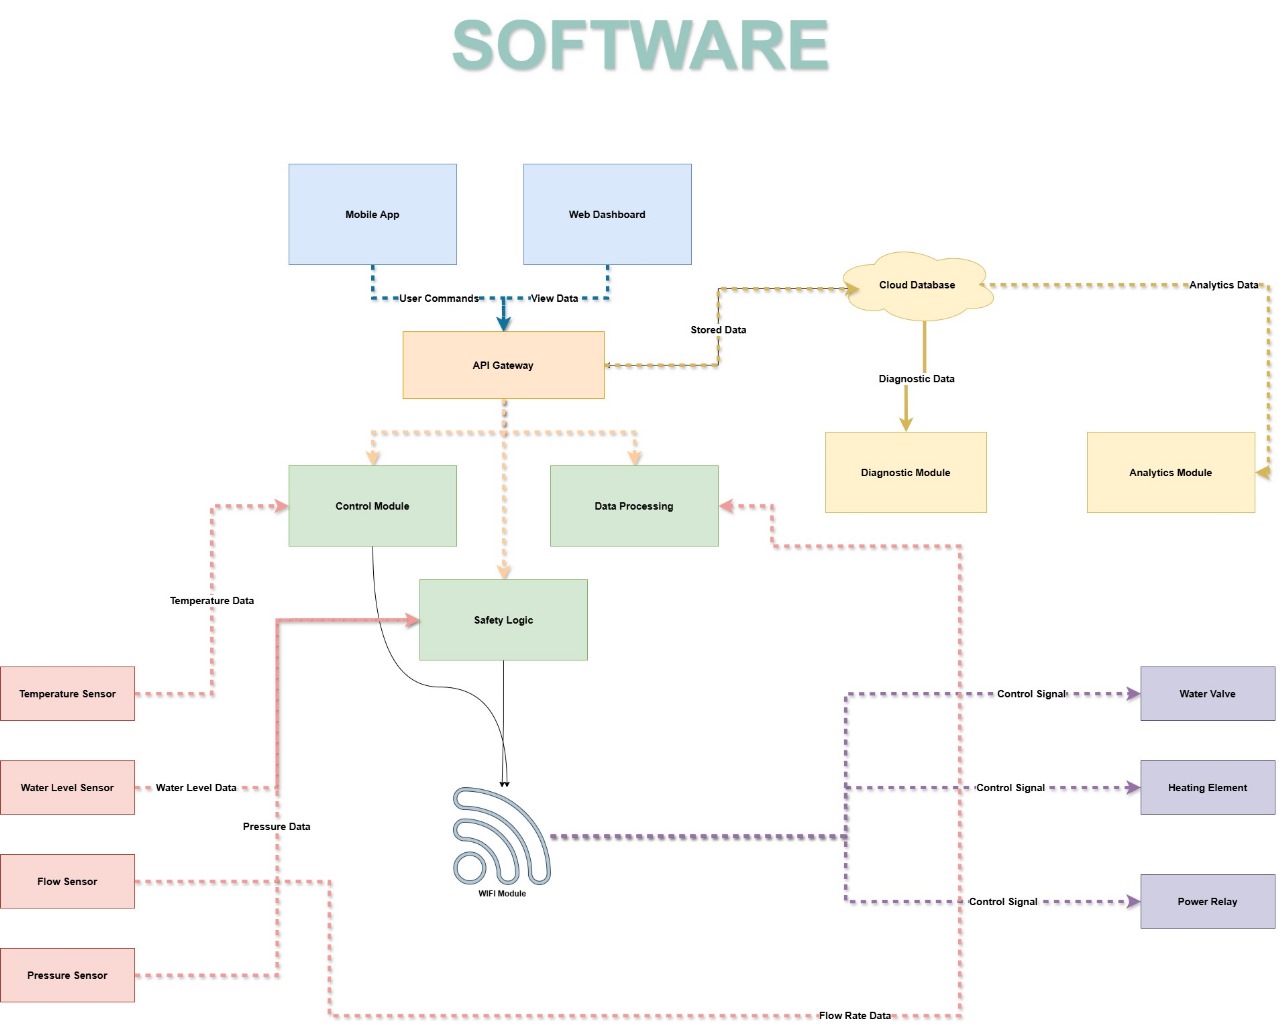 SOFTWARE
Mobile App
Web Dashboard
User Commands
View Data
Cloud Database
Analytics Data
Stored Data
API Gateway
Diagnostic Data
Diagnostic Module
Analytics Module
Control Module
Data Processing
Temperature Data
Safety Logic
Temperature Sensor
Control Signal
Water Valve
Water Level Sensor
Water Level Data
Control Signal
Heating Element
Pressure Data
Flow Sensor
WIFI Module
Control Signal
Power Relay
Pressure Sensor
Flow Rate Data